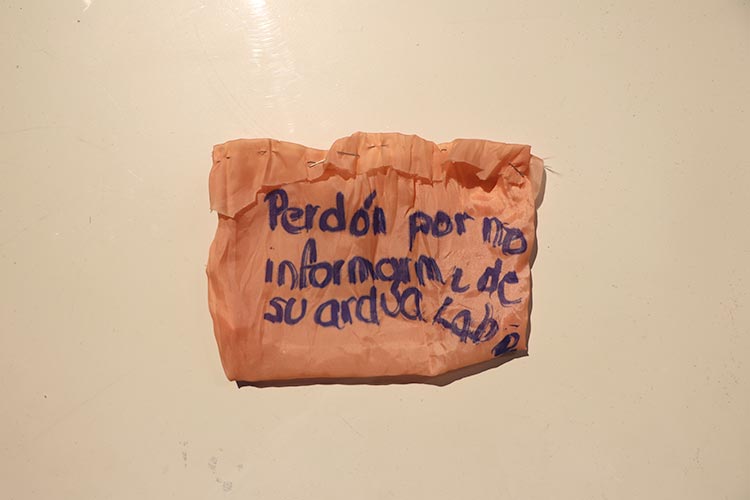 Perdón por no
informarme de
su ardua Labo